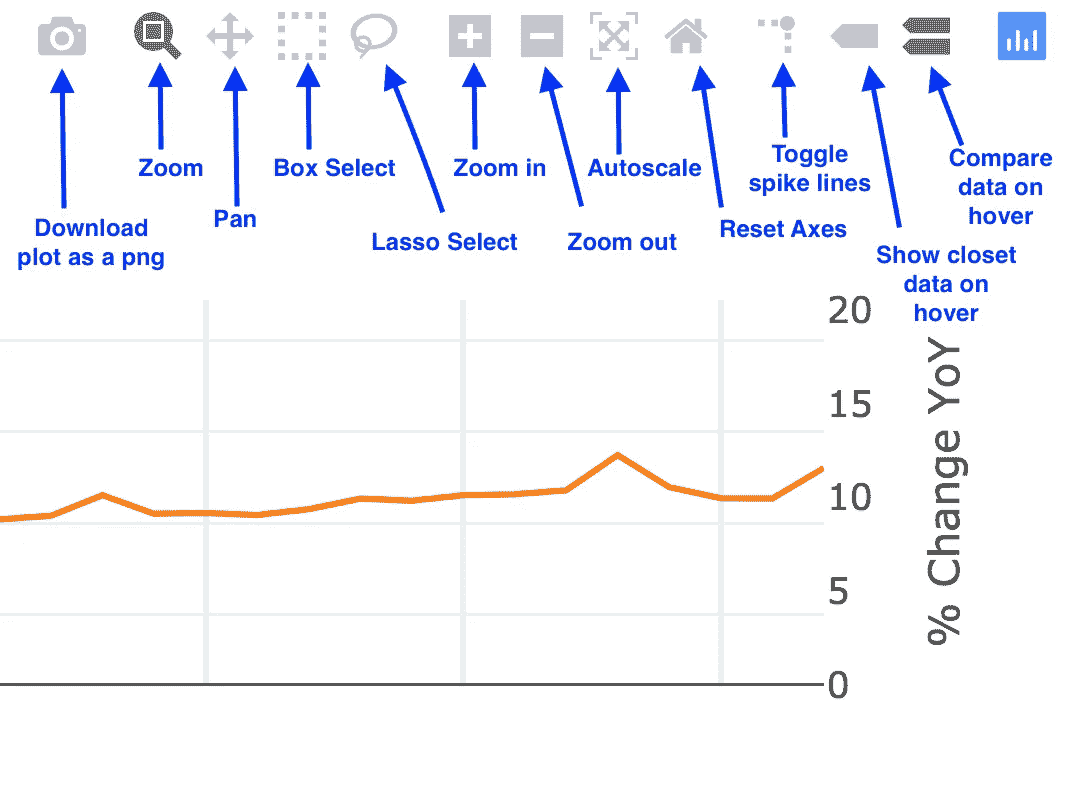 Zoom
Box Select
Zoom in
Autoscale
Toggle
spike lines
Compare
data on
hover
Download
plot as a png
Pan
Lasso Select
Zoom out
Reset Axes
Show closet
data on
hover
20
15
10
5
0
% Change YoY